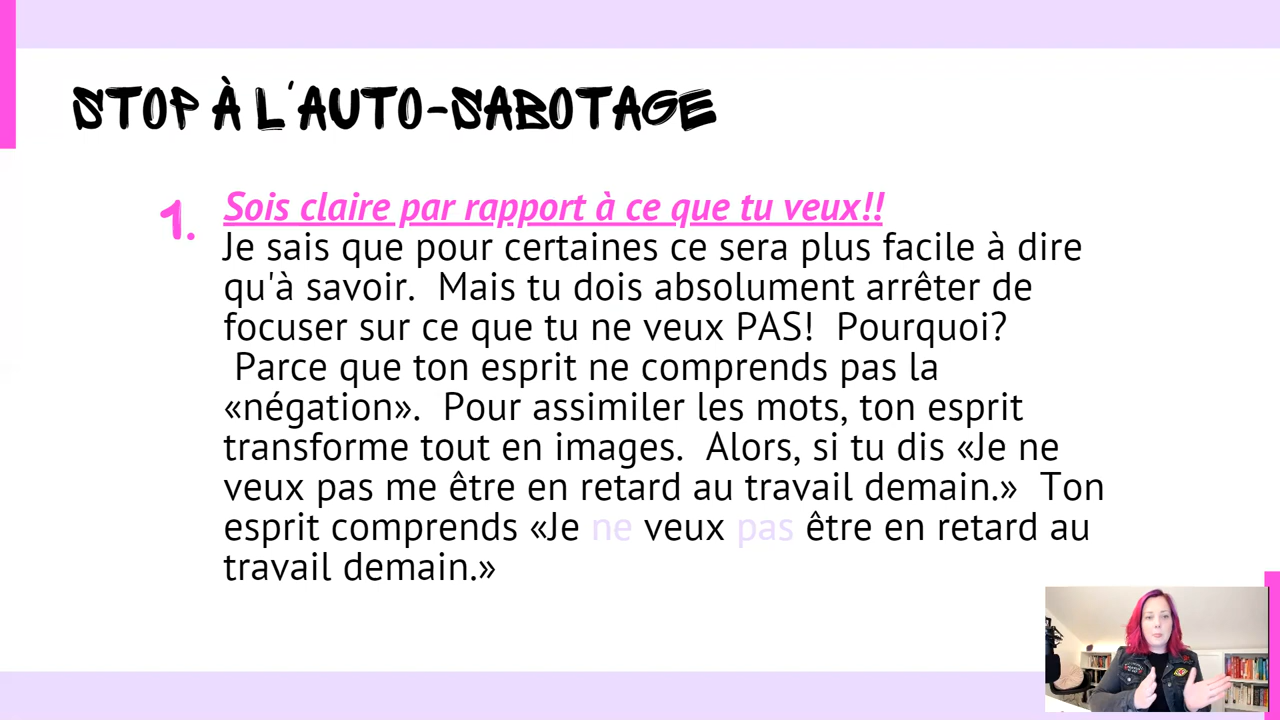 STOP À L'AUTO-SABOTAGE
1. Sois claire par rapport à ce que tu veux!!
Je sais que pour certaines ce sera plus facile à dire
qu'à savoir.  Mais tu dois absolument arrêter de
focuser sur ce que tu ne veux PAS!  Pourquoi?
Parce que ton esprit ne comprends pas la
«négation».  Pour assimiler les mots, ton esprit
transforme tout en images.  Alors, si tu dis «Je ne
veux pas me être en retard au travail demain.»  Ton
esprit comprends «Je ne veux pas être en retard au
travail demain.»